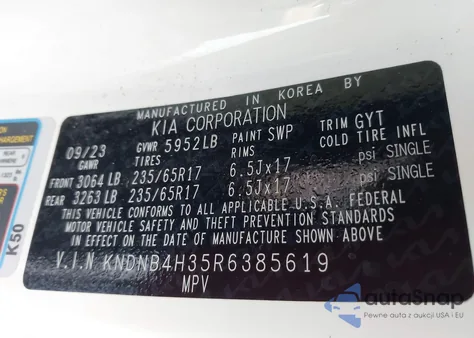 MANUFACTURED IN KOREA BY
KIA CORPORATION
09/23 GVWR 5952LB PAINT SWP TRIM GYT
GAWR TIRES RIMS COLD TIRE INFL
FRONT 3064 LB 235/65R17 6.5Jx17 psi SINGLE
REAR 3263 LB 235/65R17 6.5Jx17 psi SINGLE
THIS VEHICLE CONFORMS TO ALL APPLICABLE U.S.A. FEDERAL
MOTOR VEHICLE SAFETY AND THEFT PREVENTION STANDARDS
IN EFFECT ON THE DATE OF MANUFACTURE SHOWN ABOVE.
V.I.N KNDNB4H35R6385619
MPV
K50
autoSnap
Pewne auta z aukcji USA i EU